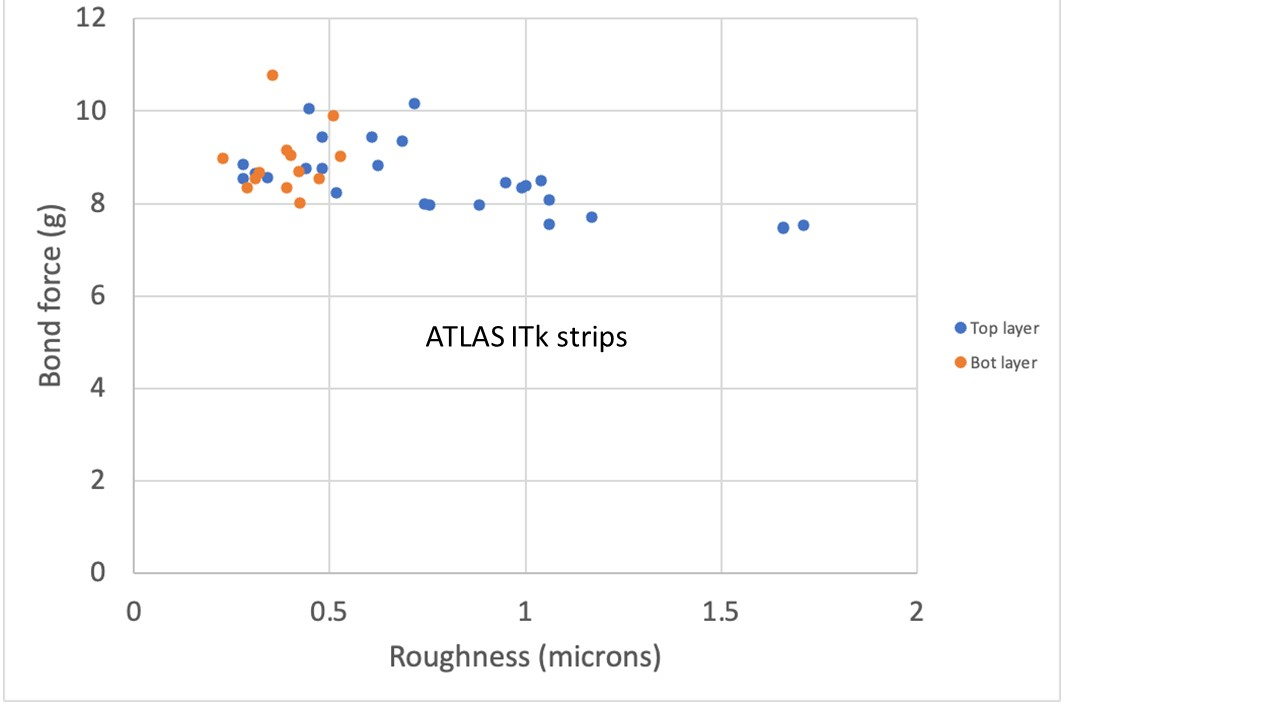 12
10
8
6
4
2
0
Bond force (g)
ATLAS ITk strips
Top layer
Bot layer
0 0.5 1 1.5 2
Roughness (microns)